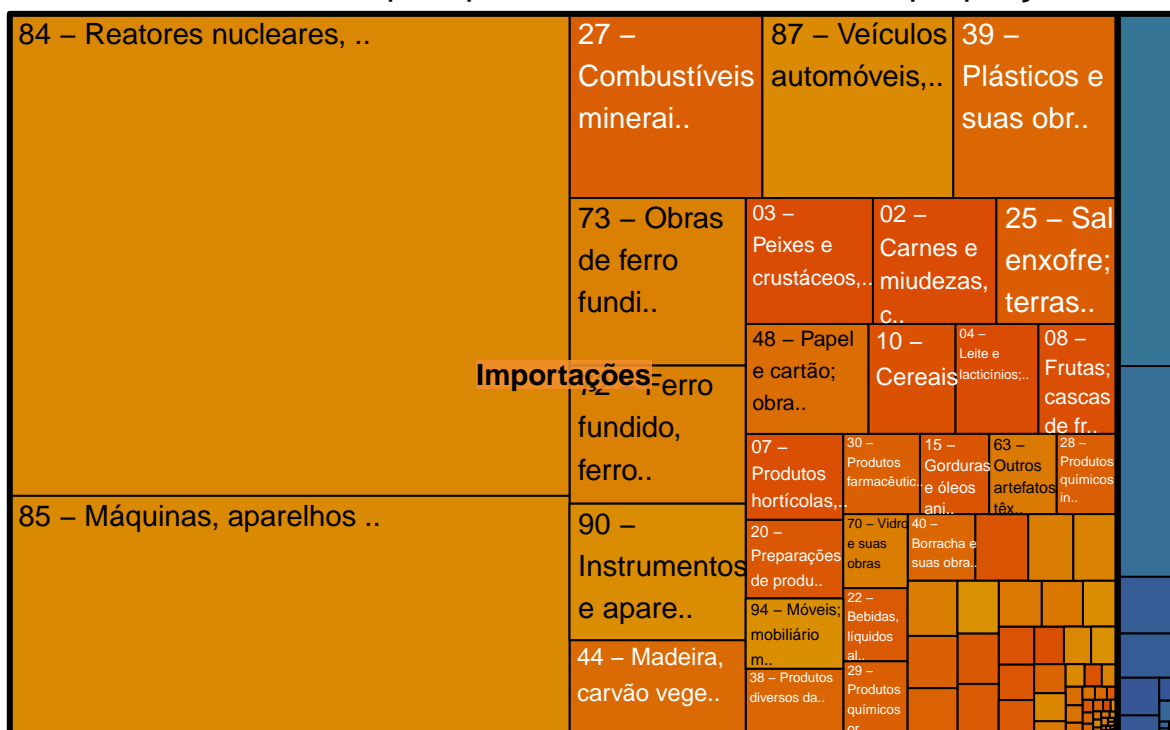 84 – Reatores nucleares, ..
27 –
Combustíveis
minerai..
87 – Veículos
automóveis,..
39 –
Plásticos e
suas obr..
73 – Obras
de ferro
fundi..
03 –
Peixes e
crustáceos,..
02 –
Carnes e
miudezas,
c..
25 – Sal
enxofre;
terras..
48 – Papel
e cartão;
obra..
10 –
Cereais
04 –
Leite e
lacticínios;..
08 –
Frutas;
cascas
de fr..
Importações
72 – Ferro
fundido,
ferro..
07 –
Produtos
hortícolas,..
30 –
Produtos
farmacêutic..
15 –
Gorduras
e óleos
ani..
63 –
Outros
artefatos
têx..
28 –
Produtos
químicos
in..
85 – Máquinas, aparelhos ..
90 –
Instrumentos
e apare..
20 –
Preparações
de produ..
70 – Vidro
e suas
obras
40 –
Borracha e
suas obra..
94 – Móveis;
mobiliário
m..
22 –
Bebidas,
líquidos
al..
44 – Madeira,
carvão vege..
38 – Produtos
diversos da..
29 –
Produtos
químicos
or..